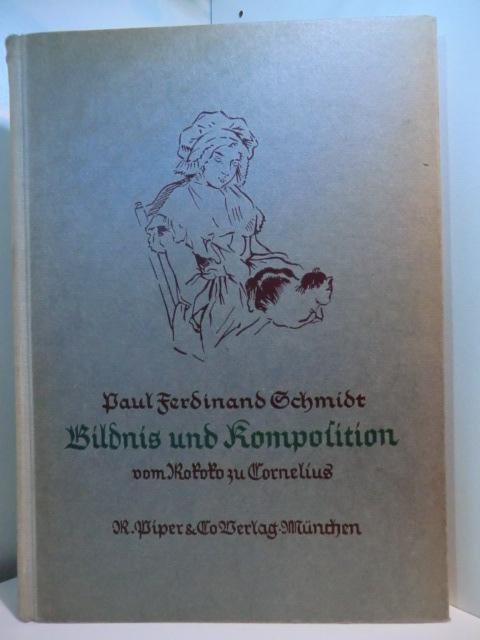 Paul Ferdinand Schmidt
Bildnis und Kompoſition
vom Rokoko zu Cornelius
R. Piper & Co Verlag · München